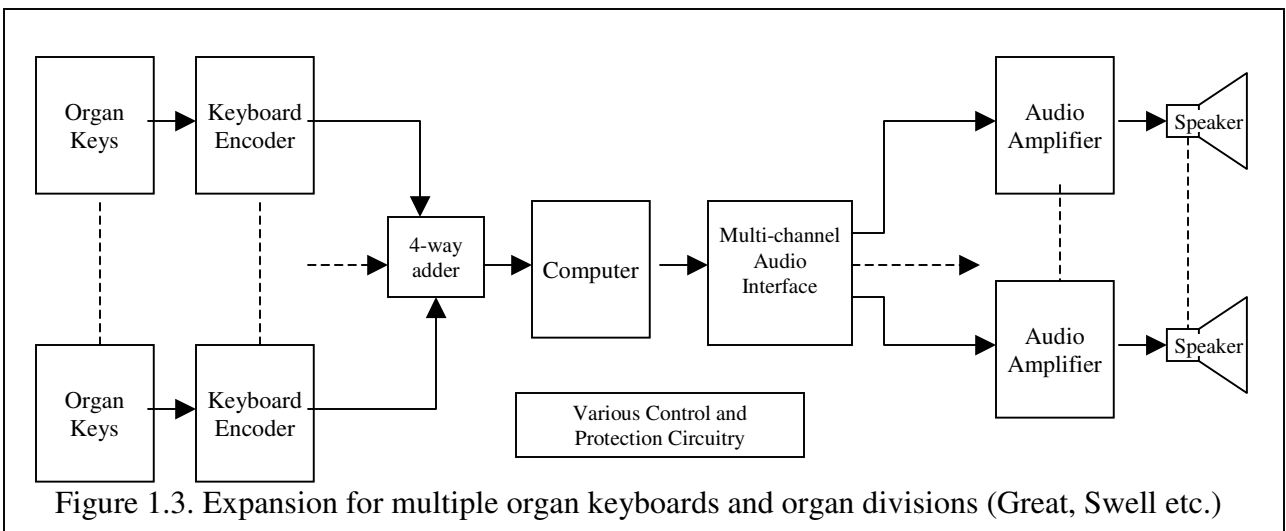 Organ
Keys
Keyboard
Encoder
4-way
adder
Computer
Multi-channel
Audio
Interface
Audio
Amplifier
Speaker
Organ
Keys
Keyboard
Encoder
Audio
Amplifier
Speaker
Various Control and
Protection Circuitry
Figure 1.3. Expansion for multiple organ keyboards and organ divisions (Great, Swell etc.)